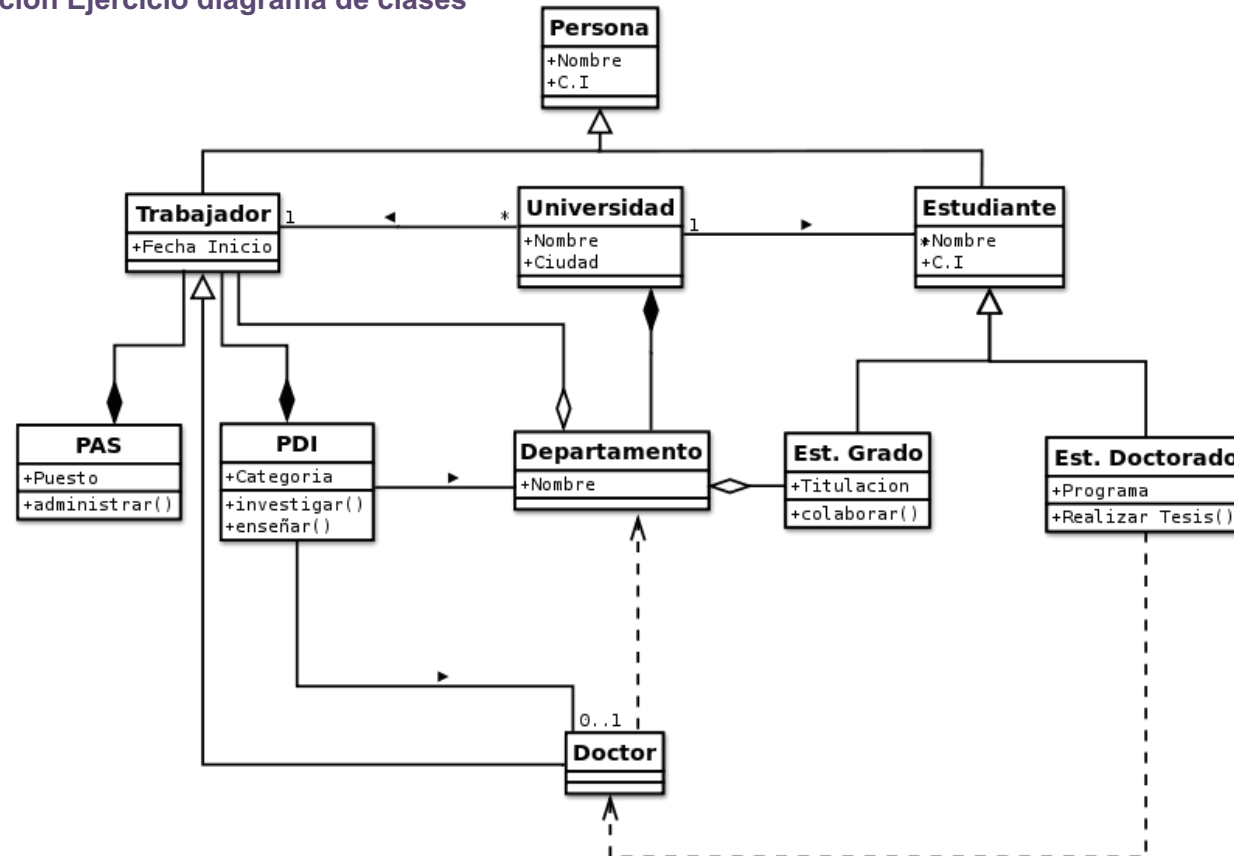 ción Ejercicio diagrama de clases
Persona
+Nombre
+C.I
Trabajador
+Fecha Inicio
1
*
Universidad
+Nombre
+Ciudad
1
*
Estudiante
+Nombre
+C.I
PAS
+Puesto
+administrar()
PDI
+Categoria
+investigar()
+enseñar()
Departamento
+Nombre
Est. Grado
+Titulacion
+colaborar()
Est. Doctorado
+Programa
+Realizar Tesis()
0..1
Doctor